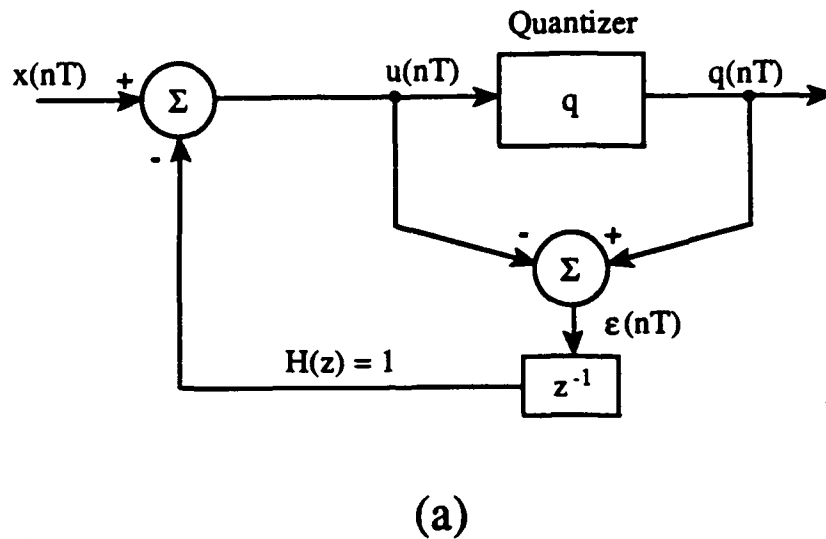 Quantizer
x(nT)
+
Σ
-
u(nT)
q
q(nT)
-
+
Σ
ε(nT)
H(z) = 1
z⁻¹
(a)